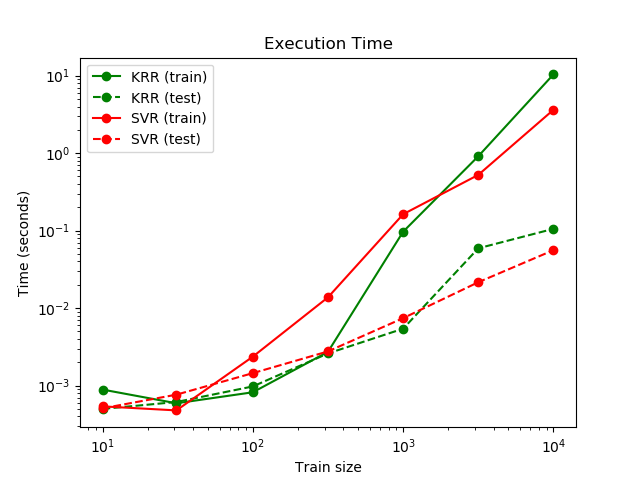 Execution Time
KRR (train)
KRR (test)
SVR (train)
SVR (test)
10¹
10⁰
10⁻¹
10⁻²
10⁻³
Time (seconds)
10¹ 10² 10³ 10⁴
Train size